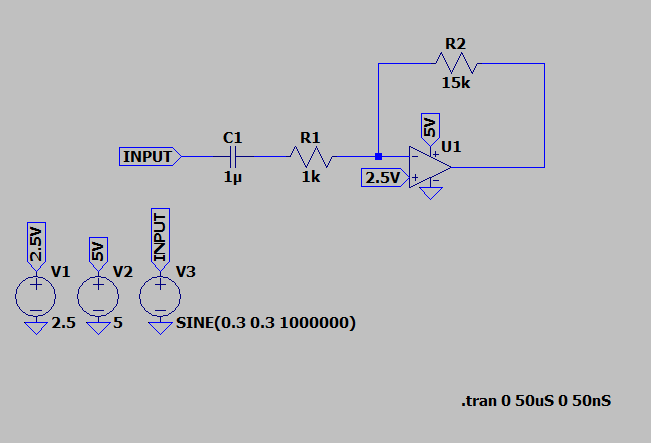 R2
15k
5V
C1
R1
U1
INPUT
1µ
1k
2.5V
2.5V
5V
INPUT
V1
V2
V3
2.5
5
SINE(0.3 0.3 1000000)
.tran 0 50uS 0 50nS